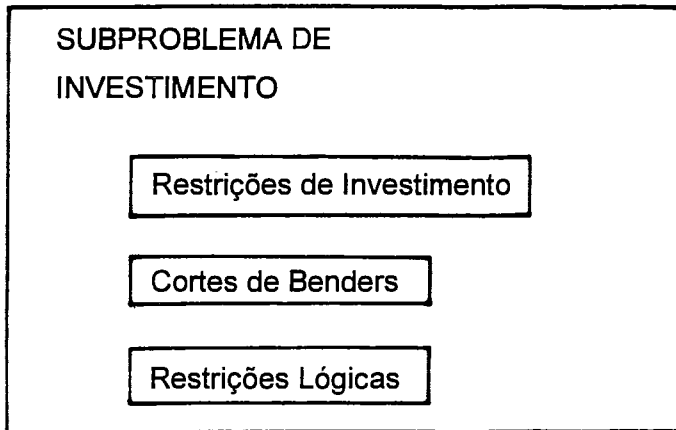 SUBPROBLEMA DE
INVESTIMENTO
Restrições de Investimento
Cortes de Benders
Restrições Lógicas